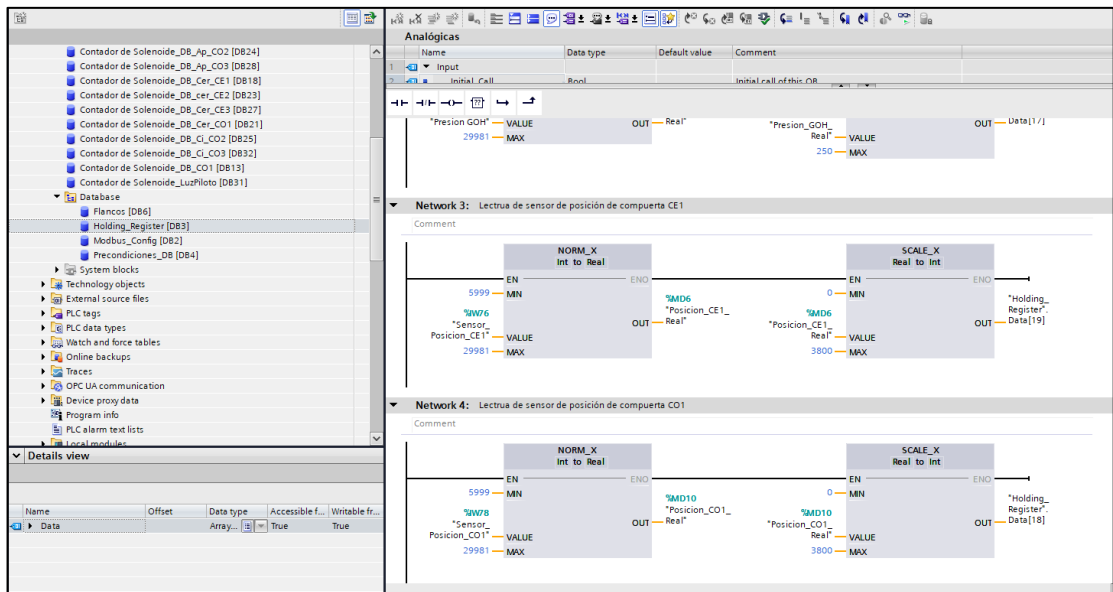 Contador de Solenoide_DB_Ap_CO2 [DB24]
Contador de Solenoide_DB_Ap_CO3 [DB28]
Contador de Solenoide_DB_Cer_CE1 [DB18]
Contador de Solenoide_DB_cer_CE2 [DB23]
Contador de Solenoide_DB_Cer_CE3 [DB27]
Contador de Solenoide_DB_Cer_CO1 [DB21]
Contador de Solenoide_DB_Ci_CO2 [DB25]
Contador de Solenoide_DB_Ci_CO3 [DB32]
Contador de Solenoide_DB_CO1 [DB13]
Contador de Solenoide_LuzPiloto [DB31]
Database
Flancos [DB6]
Holding_Register [DB3]
Modbus_Config [DB2]
Precondiciones_DB [DB4]
System blocks
Technology objects
External source files
PLC tags
PLC data types
Watch and force tables
Online backups
Traces
OPC UA communication
Device proxy data
Program info
PLC alarm text lists
Local modules
Details view
Name Offset Data type Accessible f... Writable fr...
Data Array... True True
Analógicas
Name Data type Default value Comment
1 Input
2 Initial_Call Bool Initial call of this OB
"Presion GOH" VALUE OUT Real"
29981 MAX
"Presion_GOH_
Real" VALUE OUT Data[17]
250 MAX
Network 3: Lectrua de sensor de posición de compuerta CE1
Comment
NORM_X
Int to Real
EN ENO
5999 MIN
%IW76
"Sensor_
Posicion_CE1" VALUE
29981 MAX
%MD6
"Posicion_CE1_
OUT Real"
SCALE_X
Real to Int
EN ENO
0 MIN
%MD6
"Posicion_CE1_
Real" VALUE
3800 MAX
"Holding_
Register".
OUT Data[19]
Network 4: Lectrua de sensor de posición de compuerta CO1
Comment
NORM_X
Int to Real
EN ENO
5999 MIN
%IW78
"Sensor_
Posicion_CO1" VALUE
29981 MAX
%MD10
"Posicion_CO1_
OUT Real"
SCALE_X
Real to Int
EN ENO
0 MIN
%MD10
"Posicion_CO1_
Real" VALUE
3800 MAX
"Holding_
Register".
OUT Data[18]